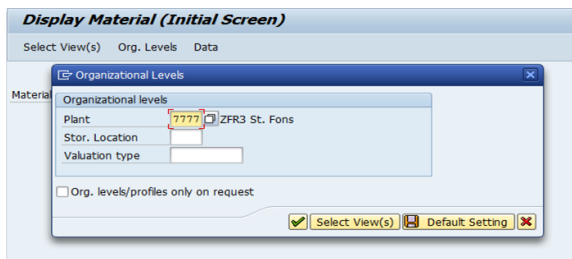 Display Material (Initial Screen)
Select View(s) Org. Levels Data
Organizational Levels
Material
Organizational levels
Plant 7777 ZFR3 St. Fons
Stor. Location
Valuation type
Org. levels/profiles only on request
Select View(s) Default Setting